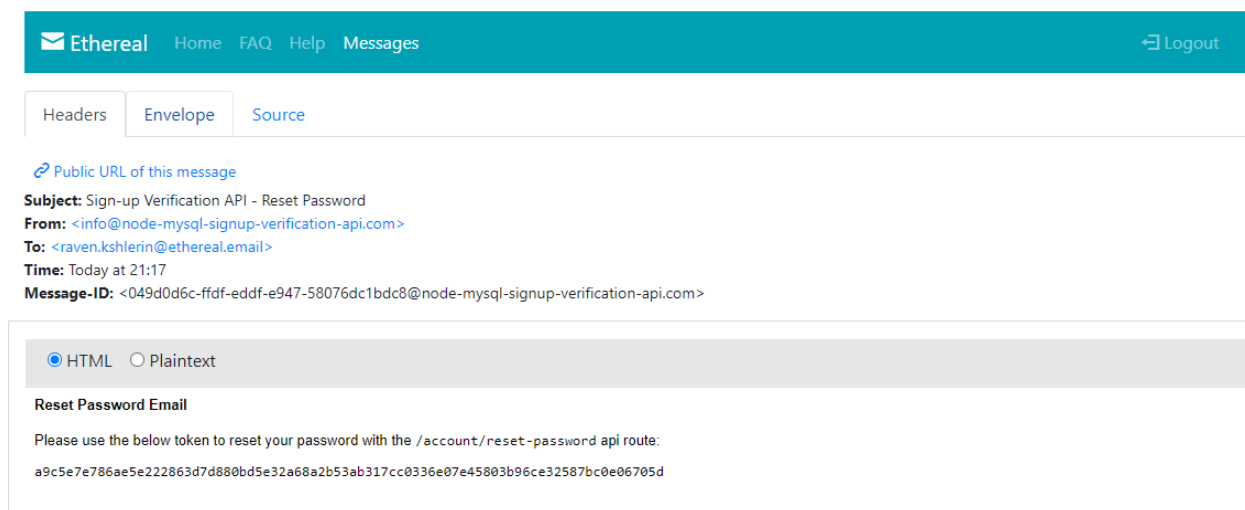 Ethereal Home FAQ Help Messages Logout
Headers Envelope Source
Public URL of this message
Subject: Sign-up Verification API - Reset Password
From: <info@node-mysql-signup-verification-api.com>
To: <raven.kshlerin@ethereal.email>
Time: Today at 21:17
Message-ID: <049d0d6c-ffdf-eddf-e947-58076dc1bdc8@node-mysql-signup-verification-api.com>
HTML Plaintext
Reset Password Email
Please use the below token to reset your password with the /account/reset-password api route:
a9c5e7e786ae5e222863d7d880bd5e32a68a2b53ab317cc0336e07e45803b96ce32587bc0e06705d